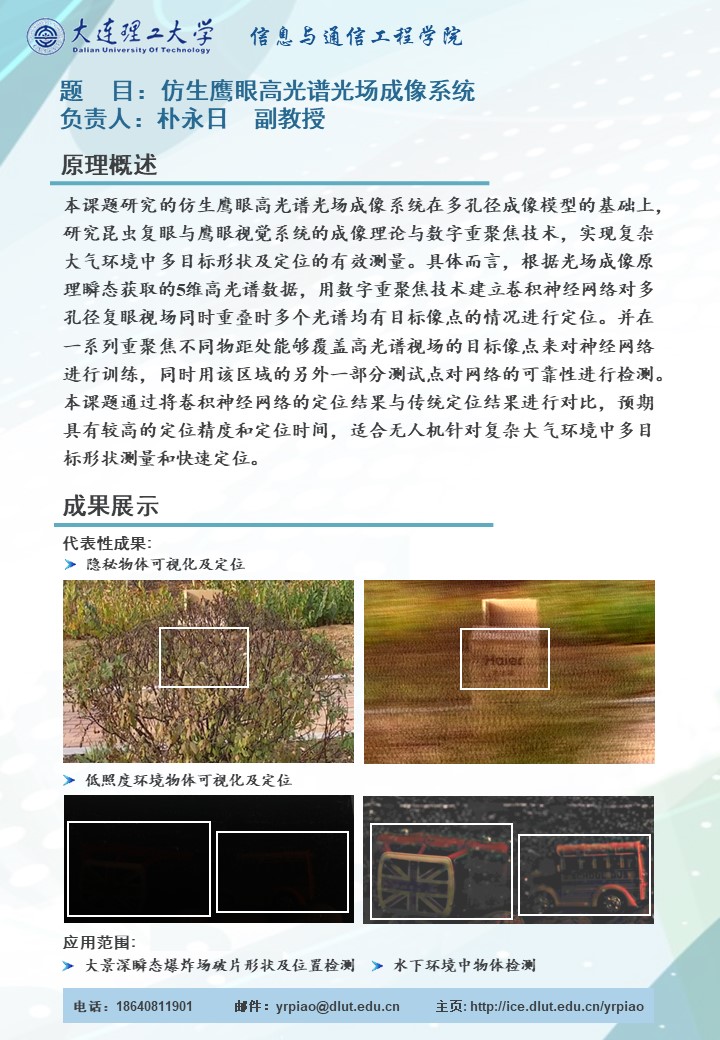 大连理工大学
Dalian University Of Technology
信息与通信工程学院
题 目：仿生鹰眼高光谱光场成像系统
负责人：朴永日 副教授
原理概述
本课题研究的仿生鹰眼高光谱光场成像系统在多孔径成像模型的基础上，
研究昆虫复眼与鹰眼视觉系统的成像理论与数字重聚焦技术，实现复杂
大气环境中多目标形状及定位的有效测量。具体而言，根据光场成像原
理瞬态获取的5维高光谱数据，用数字重聚焦技术建立卷积神经网络对多
孔径复眼视场同时重叠时多个光谱均有目标像点的情况进行定位。并在
一系列重聚焦不同物距处能够覆盖高光谱视场的目标像点来对神经网络
进行训练，同时用该区域的另外一部分测试点对网络的可靠性进行检测。
本课题通过将卷积神经网络的定位结果与传统定位结果进行对比，预期
具有较高的定位精度和定位时间，适合无人机针对复杂大气环境中多目
标形状测量和快速定位。
成果展示
代表性成果：
隐秘物体可视化及定位
Haier
低照度环境物体可视化及定位
应用范围：
大景深瞬态爆炸场破片形状及位置检测 水下环境中物体检测
电话：18640811901 邮件：yrpiao@dlut.edu.cn 主页: http://ice.dlut.edu.cn/yrpiao